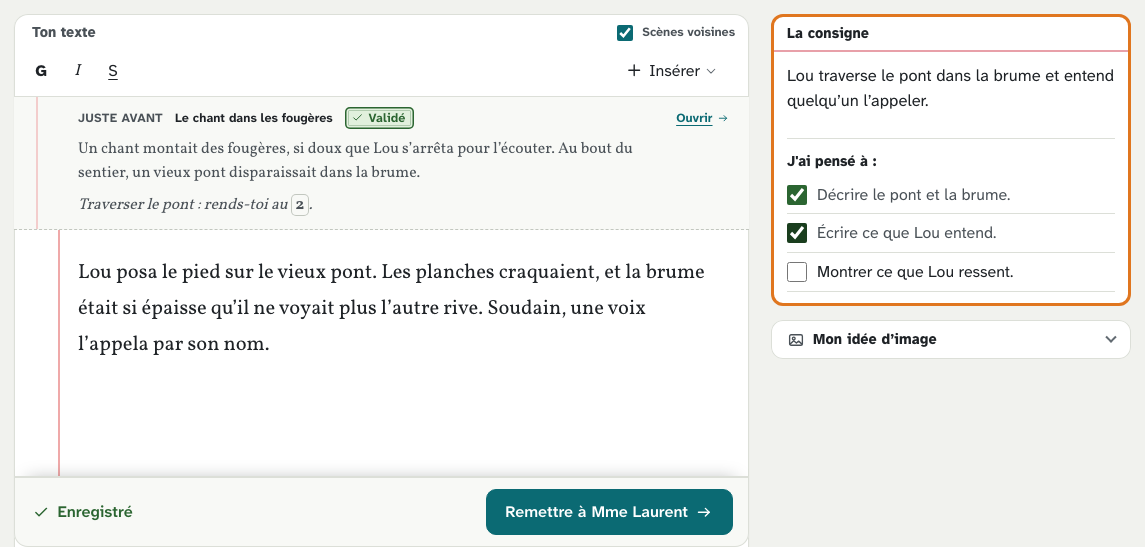 Ton texte
Scènes voisines
G I S
+ Insérer
JUSTE AVANT Le chant dans les fougères Validé
Ouvrir →
Un chant montait des fougères, si doux que Lou s’arrêta pour l’écouter. Au bout du
sentier, un vieux pont disparaissait dans la brume.
Traverser le pont : rends-toi au 2.
Lou posa le pied sur le vieux pont. Les planches craquaient, et la brume
était si épaisse qu’il ne voyait plus l’autre rive. Soudain, une voix
l’appela par son nom.
Enregistré
Remettre à Mme Laurent →
La consigne
Lou traverse le pont dans la brume et entend
quelqu’un l’appeler.
J'ai pensé à :
Décrire le pont et la brume.
Écrire ce que Lou entend.
Montrer ce que Lou ressent.
Mon idée d’image